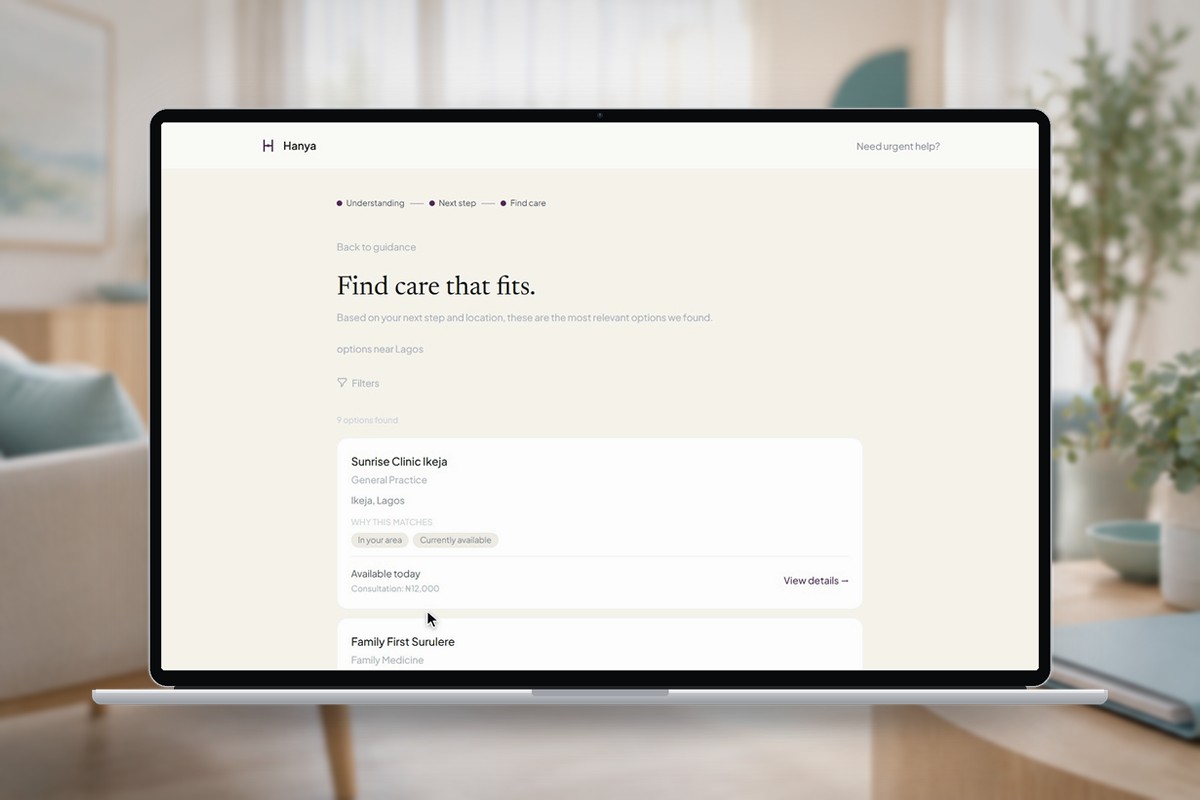 Hanya
Need urgent help?
Understanding — Next step — Find care
Back to guidance
Find care that fits.
Based on your next step and location, these are the most relevant options we found.
options near Lagos
Filters
9 options found
Sunrise Clinic Ikeja
General Practice
Ikeja, Lagos
WHY THIS MATCHES
In your area
Currently available
Available today
Consultation: ₦12,000
View details →
Family First Surulere
Family Medicine